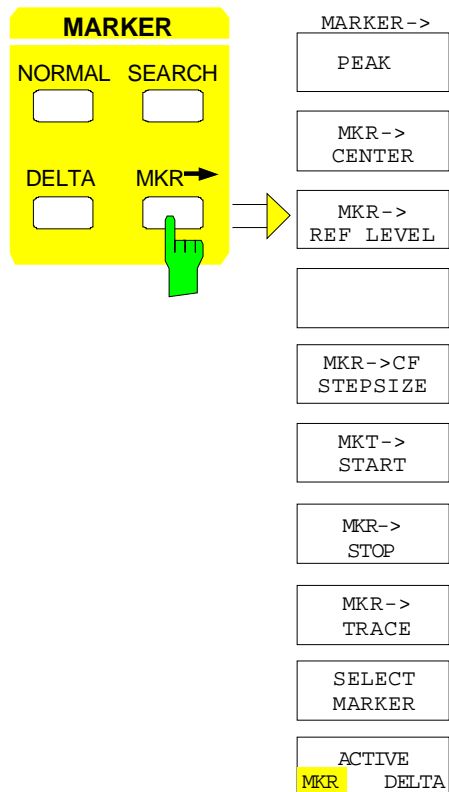 MARKER
NORMAL SEARCH
DELTA MKR
MARKER->
PEAK
MKR->
CENTER
MKR->
REF LEVEL
MKR->CF
STEPSIZE
MKT->
START
MKR->
STOP
MKR->
TRACE
SELECT
MARKER
ACTIVE
MKR DELTA